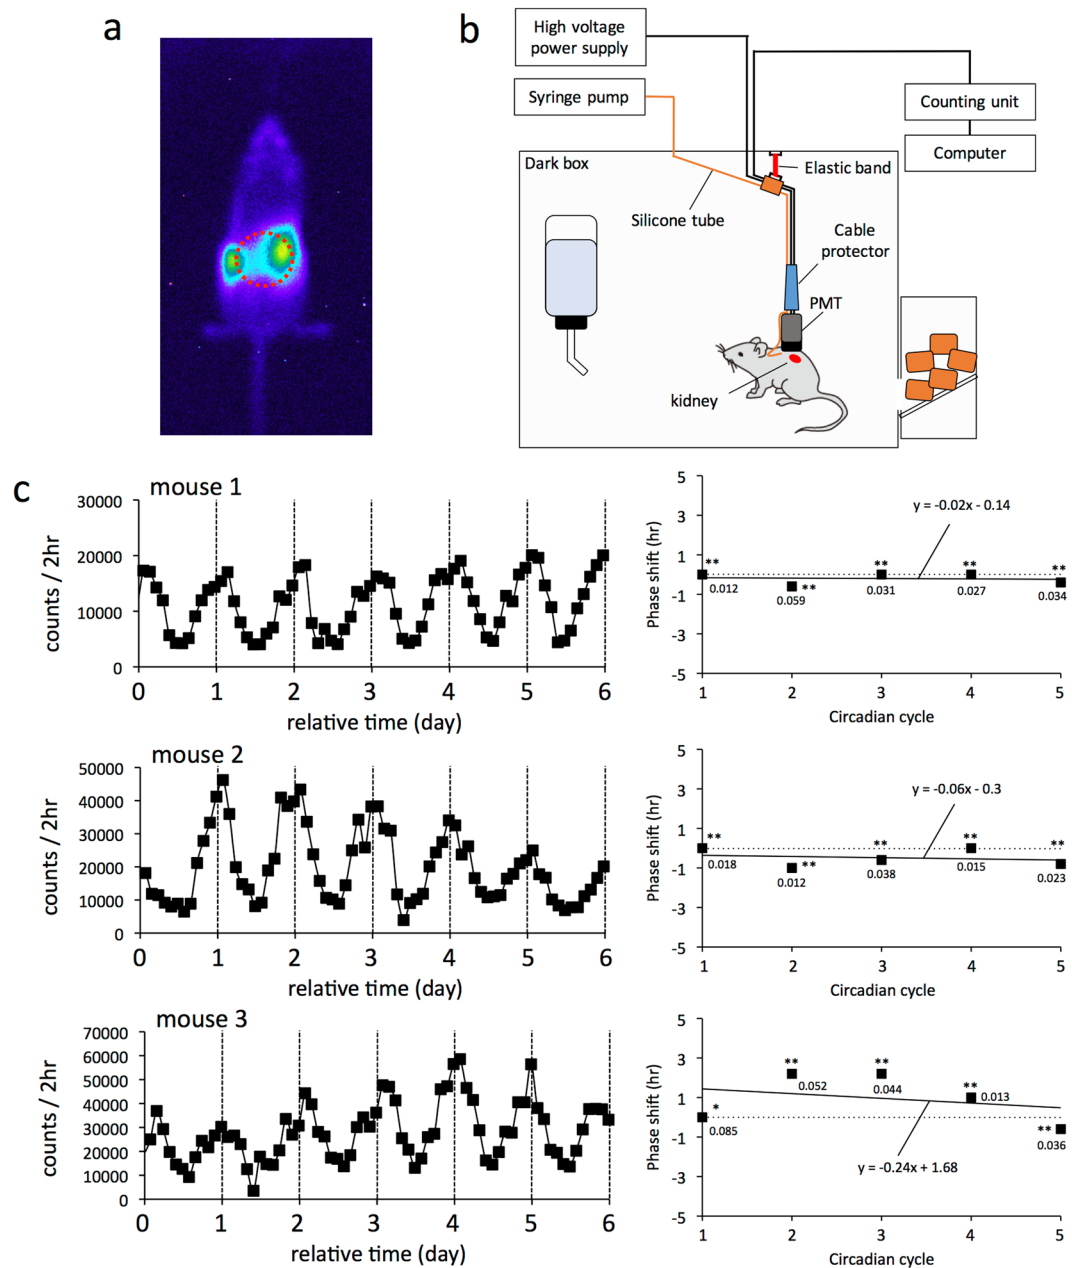 a
b
High voltage
power supply
Syringe pump
Counting unit
Computer
Dark box
Elastic band
Silicone tube
Cable
protector
PMT
kidney
c
mouse 1
counts / 2hr
30000
20000
10000
0
0 1 2 3 4 5 6
relative time (day)
Phase shift (hr)
5
3
1
-1
-3
-5
y = -0.02x - 0.14
** ** ** ** **
0.012 0.059 0.031 0.027 0.034
1 2 3 4 5
Circadian cycle
mouse 2
counts / 2hr
50000
40000
30000
20000
10000
0
0 1 2 3 4 5 6
relative time (day)
Phase shift (hr)
5
3
1
-1
-3
-5
y = -0.06x - 0.3
** ** ** ** **
0.018 0.012 0.038 0.015 0.023
1 2 3 4 5
Circadian cycle
mouse 3
counts / 2hr
70000
60000
50000
40000
30000
20000
10000
0
0 1 2 3 4 5 6
relative time (day)
Phase shift (hr)
5
3
1
-1
-3
-5
* ** ** ** **
0.085 0.052 0.044 0.013 0.036
y = -0.24x + 1.68
1 2 3 4 5
Circadian cycle